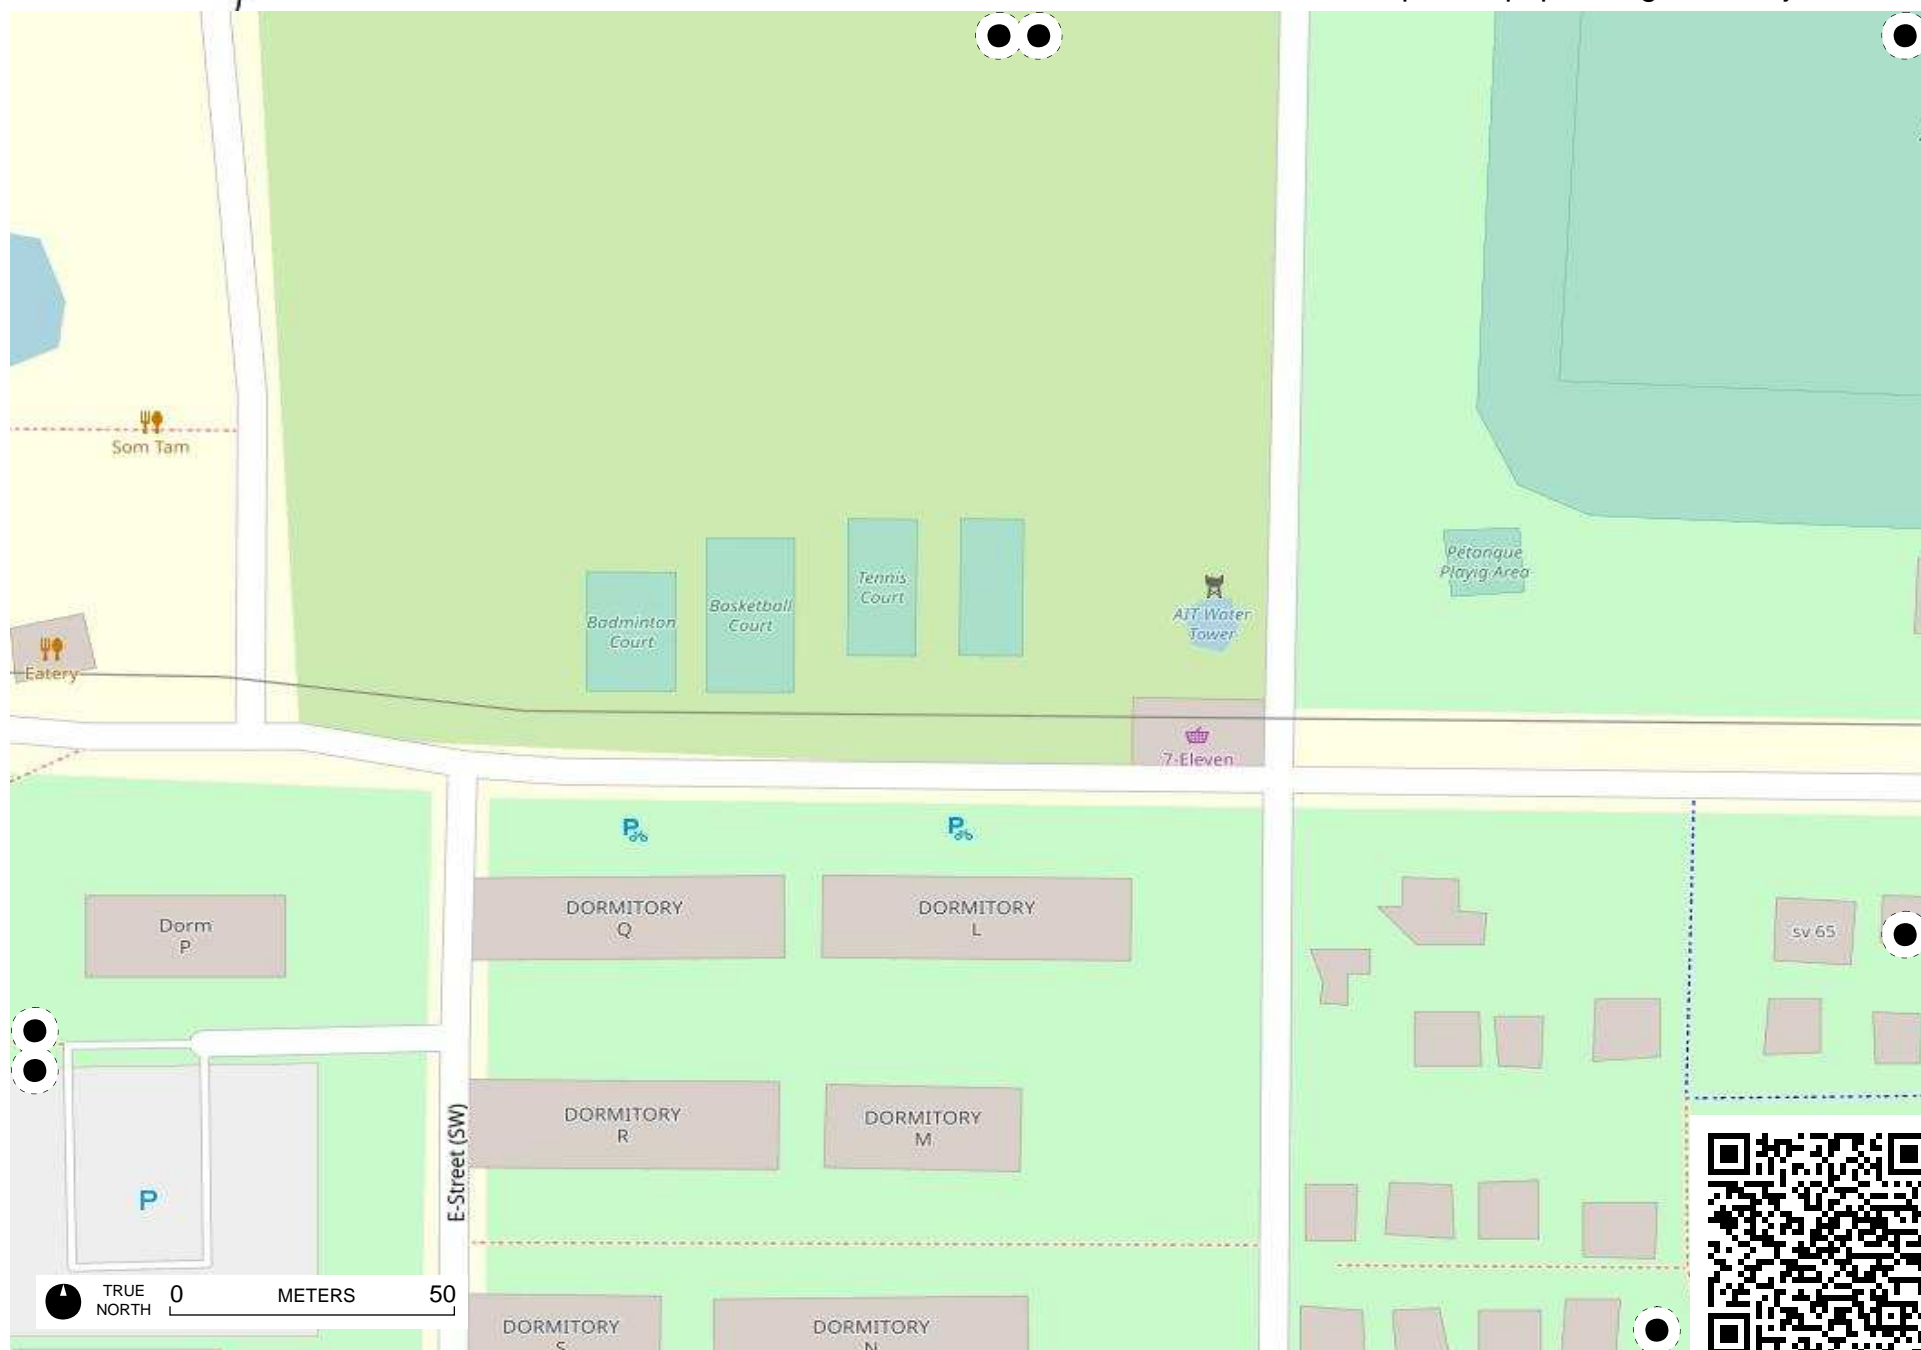 Som Tam
Tennis
Court
Basketball
Court
Badminton
Court
Petanque
Playig Area
AIT Water
Tower
Eatery
7-Eleven
P
P
DORMITORY
Q
DORMITORY
L
Dorm
P
sv 65
DORMITORY
R
DORMITORY
M
E-Street (SW)
P
TRUE
NORTH
0
METERS
50
DORMITORY
S
DORMITORY
N